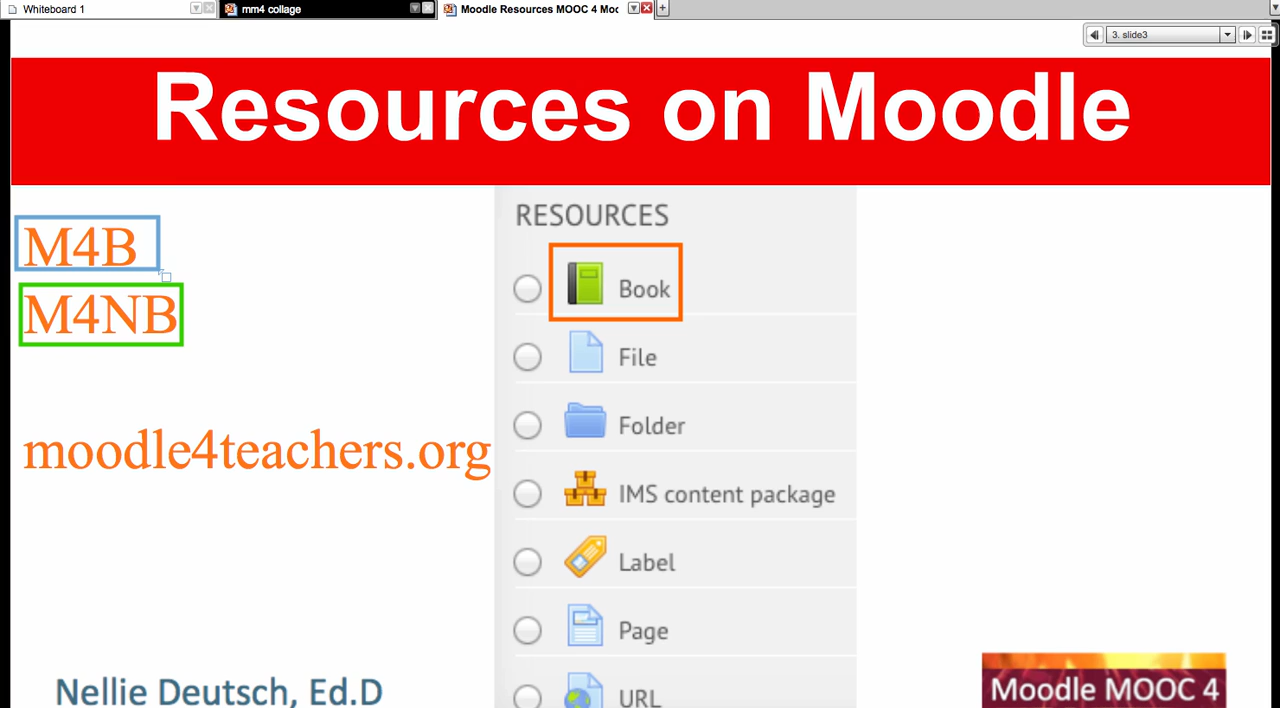 Whiteboard 1
mm4 collage
Moodle Resources MOOC 4 Moo
3. slide3
Resources on Moodle
M4B
M4NB
moodle4teachers.org
RESOURCES
Book
File
Folder
IMS content package
Label
Page
URL
Nellie Deutsch, Ed.D
Moodle MOOC 4